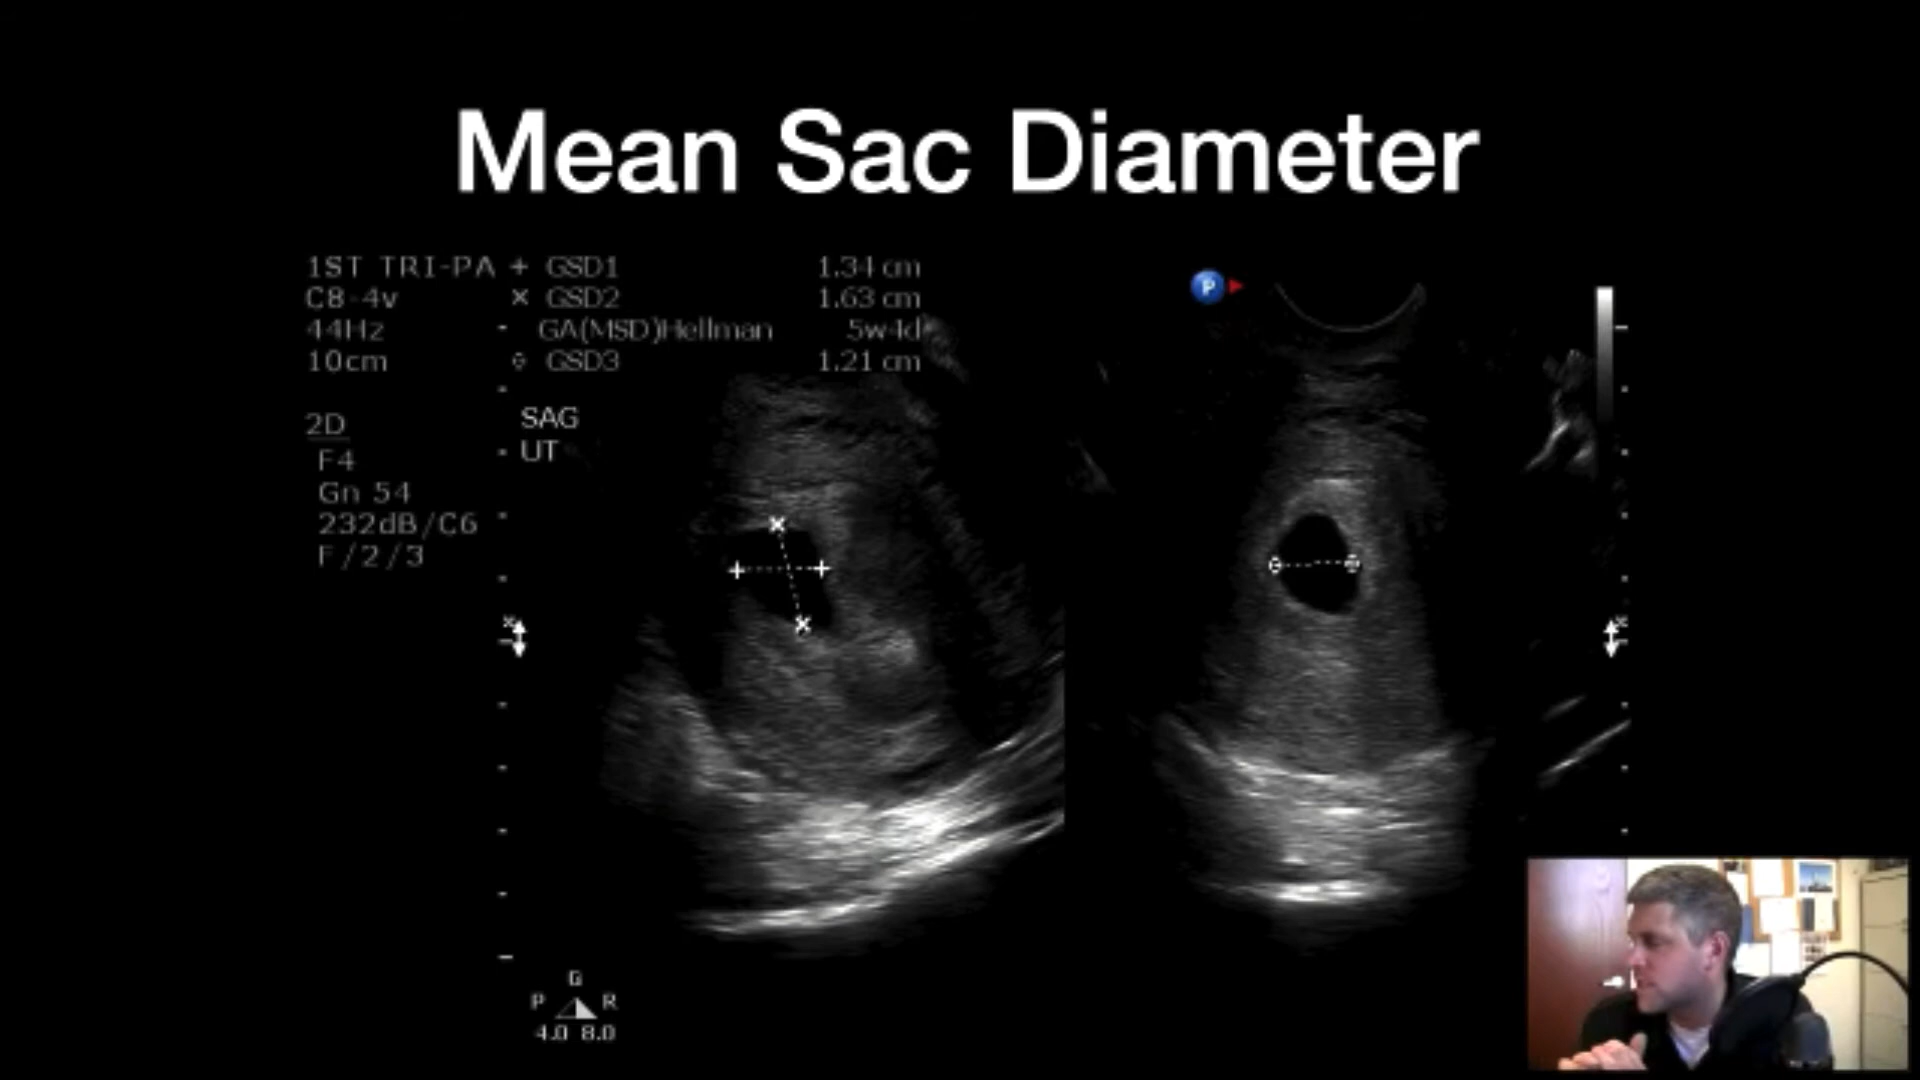 Mean Sac Diameter
1ST TRI-PA + GSD1 1.34 cm
C8-4v × GSD2 1.63 cm
44Hz - GA(MSD)Hellman 5w4d
10cm ◊ GSD3 1.21 cm
2D
F4
Gn 54
232dB/C6
F/2/3
SAG
UT
P
G
P R
4.0 8.0